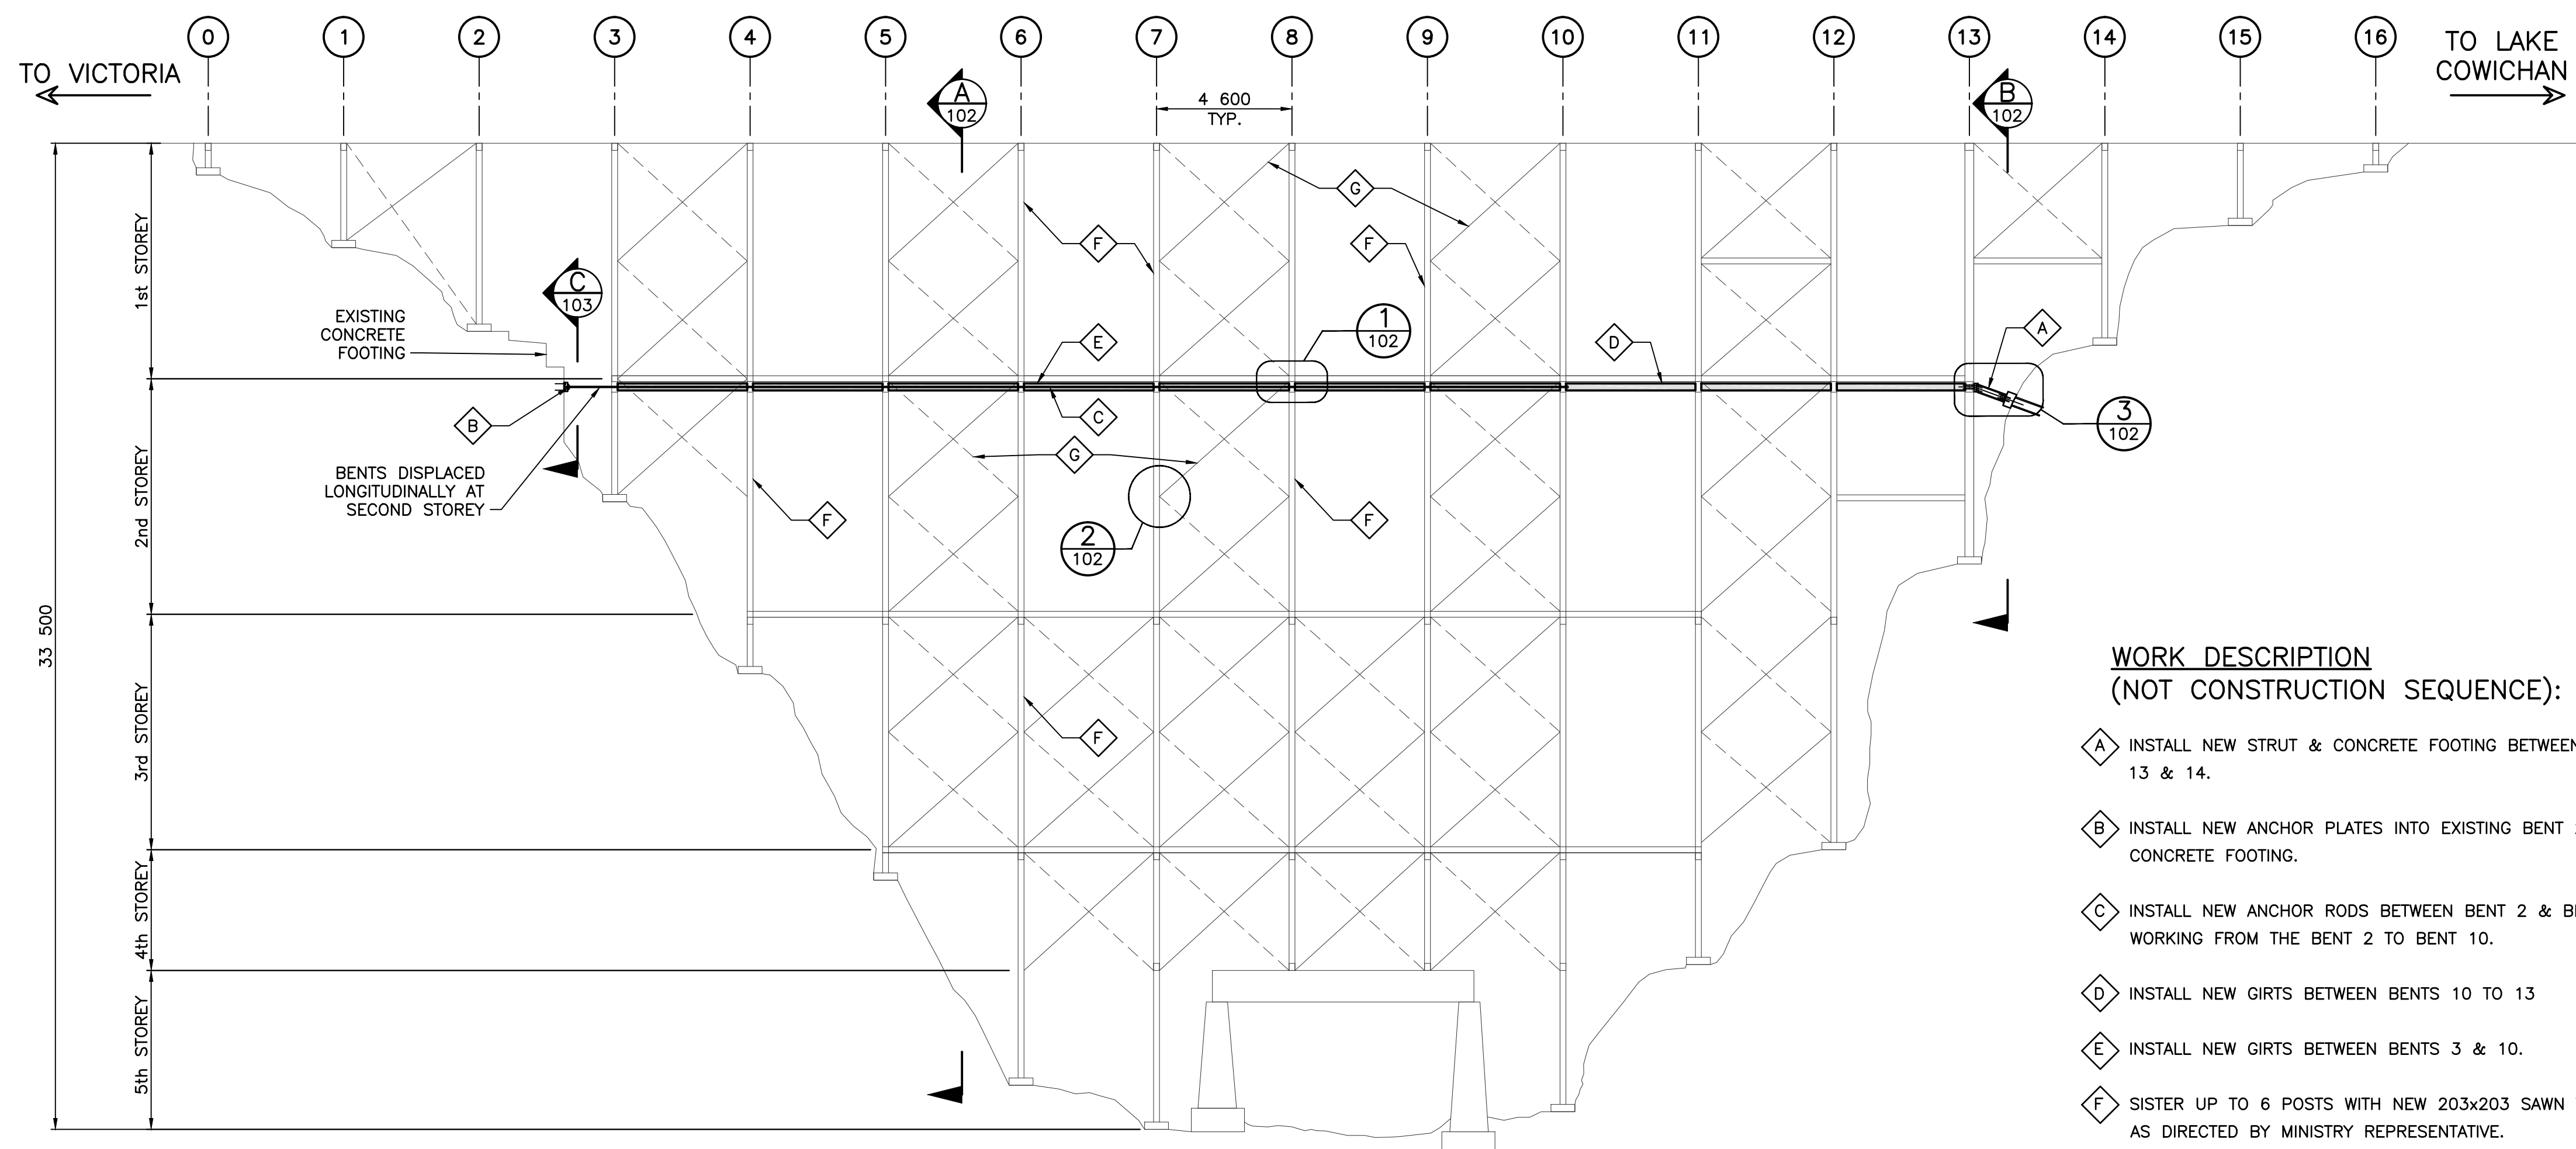 0 1 2 3 4 5 6 7 8 9 10 11 12 13 14 15 16
TO VICTORIA
TO LAKE
COWICHAN
A
102
B
102
4 600
TYP.
1st STOREY
2nd STOREY
3rd STOREY
4th STOREY
5th STOREY
33 500
G
F
F
C
103
EXISTING
CONCRETE
FOOTING
E
1
102
D
A
B
C
3
102
G
BENTS DISPLACED
LONGITUDINALLY AT
SECOND STOREY
F
F
2
102
F
WORK DESCRIPTION
(NOT CONSTRUCTION SEQUENCE):
A INSTALL NEW STRUT & CONCRETE FOOTING BETWEEN
13 & 14.
B INSTALL NEW ANCHOR PLATES INTO EXISTING BENT
CONCRETE FOOTING.
C INSTALL NEW ANCHOR RODS BETWEEN BENT 2 &
WORKING FROM THE BENT 2 TO BENT 10.
D INSTALL NEW GIRTS BETWEEN BENTS 10 TO 13
E INSTALL NEW GIRTS BETWEEN BENTS 3 & 10.
F SISTER UP TO 6 POSTS WITH NEW 203x203 SAWN
AS DIRECTED BY MINISTRY REPRESENTATIVE.